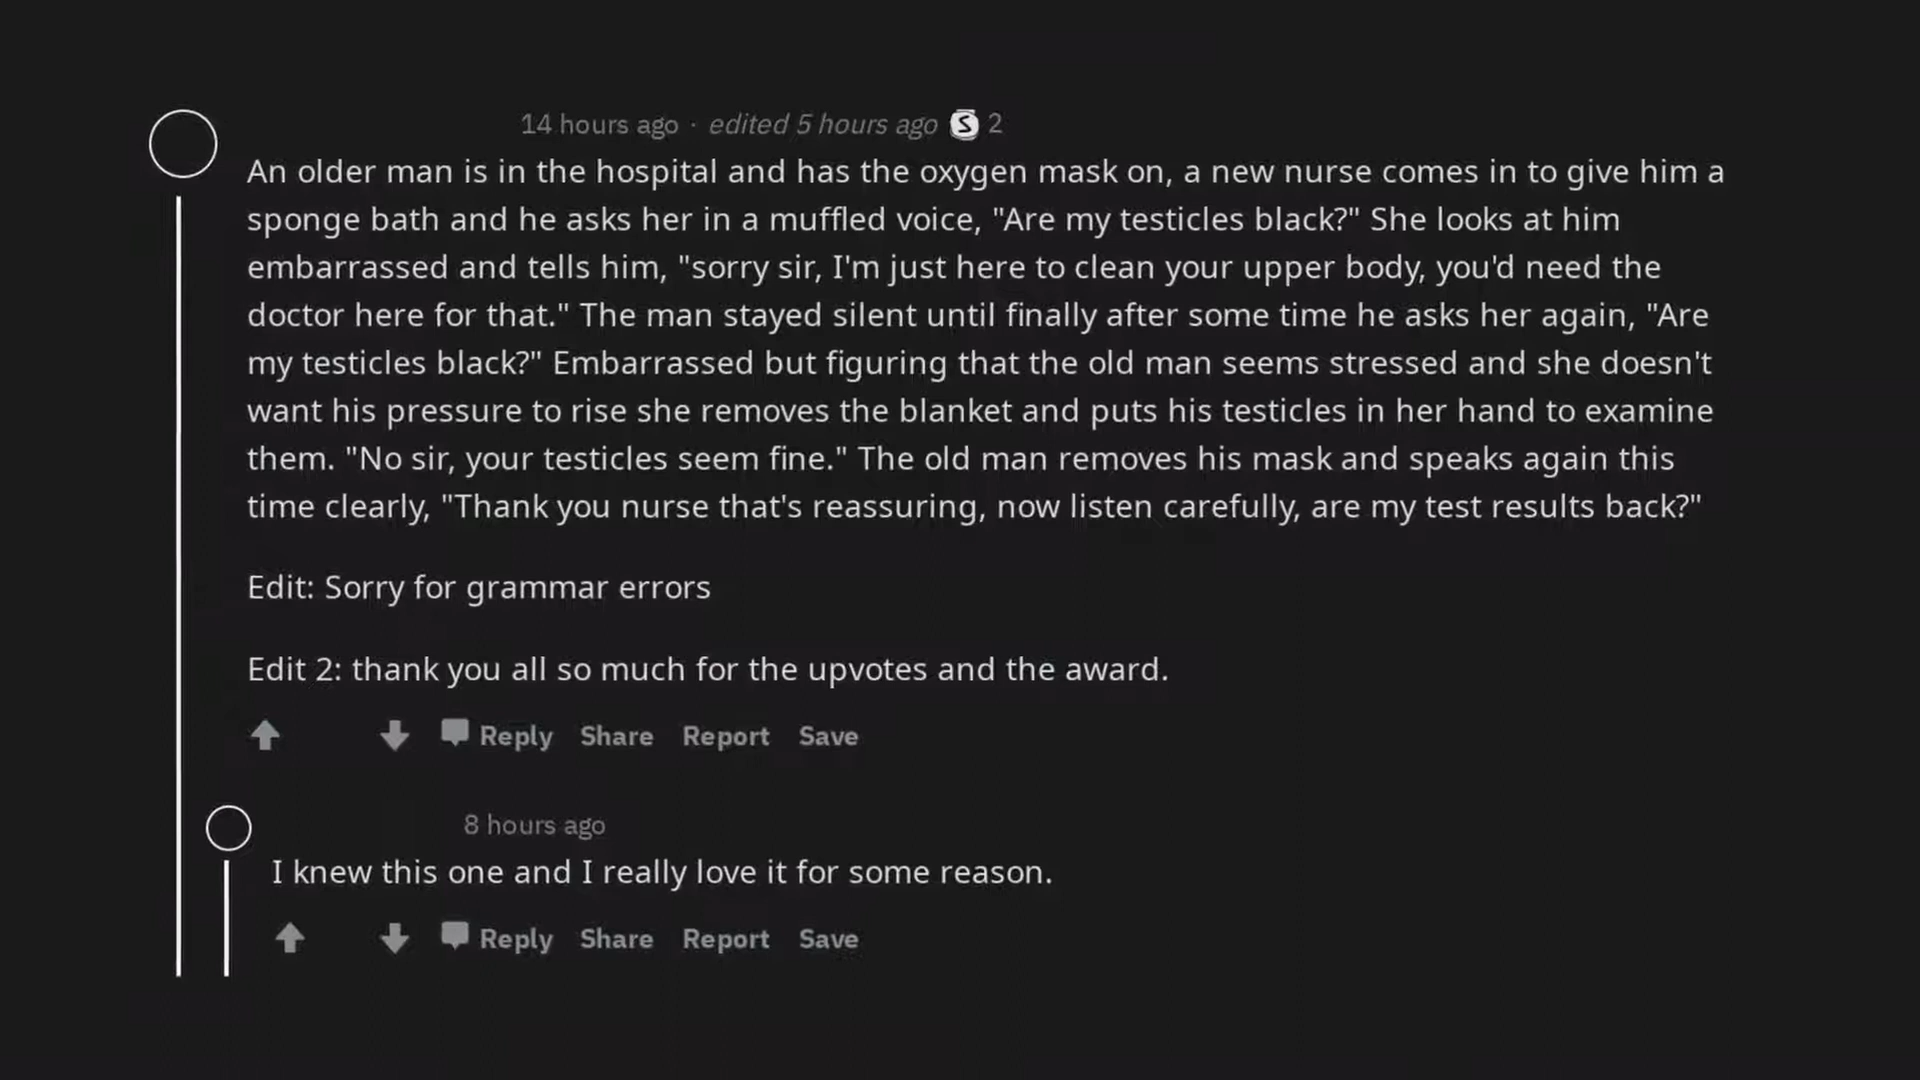 14 hours ago · edited 5 hours ago S 2
An older man is in the hospital and has the oxygen mask on, a new nurse comes in to give him a
sponge bath and he asks her in a muffled voice, "Are my testicles black?" She looks at him
embarrassed and tells him, "sorry sir, I'm just here to clean your upper body, you'd need the
doctor here for that." The man stayed silent until finally after some time he asks her again, "Are
my testicles black?" Embarrassed but figuring that the old man seems stressed and she doesn't
want his pressure to rise she removes the blanket and puts his testicles in her hand to examine
them. "No sir, your testicles seem fine." The old man removes his mask and speaks again this
time clearly, "Thank you nurse that's reassuring, now listen carefully, are my test results back?"
Edit: Sorry for grammar errors
Edit 2: thank you all so much for the upvotes and the award.
Reply Share Report Save
8 hours ago
I knew this one and I really love it for some reason.
Reply Share Report Save